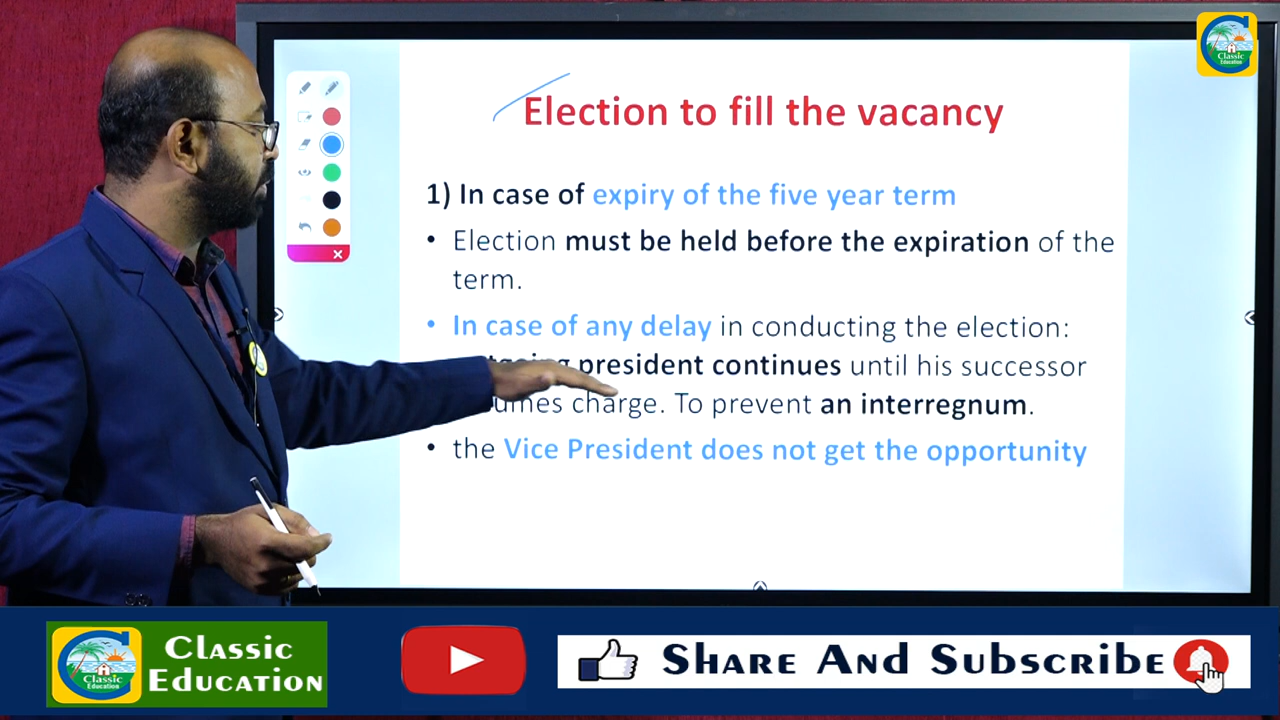 Classic
Education
Election to fill the vacancy
1) In case of expiry of the five year term
• Election must be held before the expiration of the
term.
• In case of any delay in conducting the election:
president continues until his successor
charge. To prevent an interregnum.
• the Vice President does not get the opportunity
Classic
Education
Classic
Education
Share And Subscribe